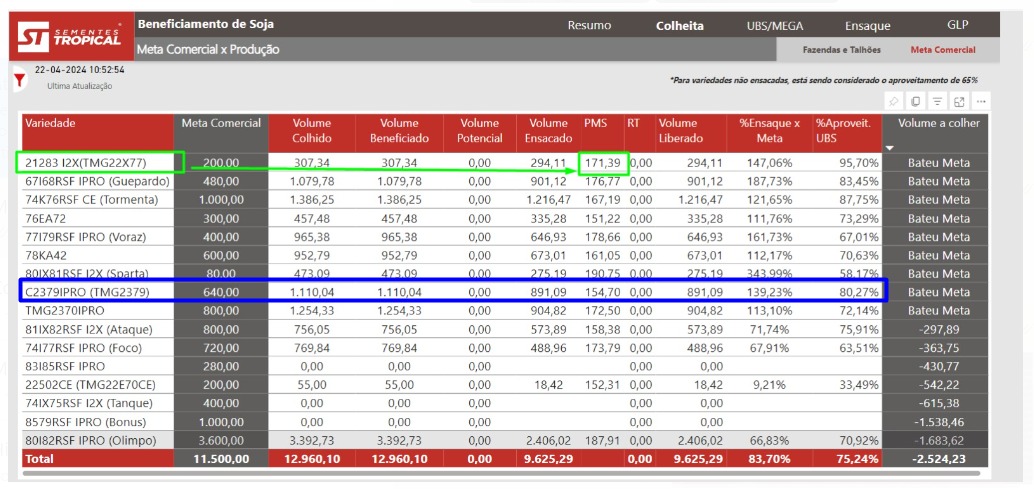 ST SEMENTES TROPICAL
Beneficiamento de Soja Resumo Colheita UBS/MEGA Ensaque GLP
Meta Comercial x Produção Fazendas e Talhões Meta Comercial
22-04-2024 10:52:54
Ultima Atualização
*Para variedades não ensacadas, está sendo considerado o aproveitamento de 65%
Variedade Meta Comercial Volume Colhido Volume Beneficiado Volume Potencial Volume Ensacado PMS RT Volume Liberado %Ensaque x Meta %Aproveit. UBS Volume a colher
21283 I2X(TMG22X77) 200,00 307,34 307,34 0,00 294,11 171,39 0,00 294,11 147,06% 95,70% Bateu Meta
67I68RSF IPRO (Guepardo) 480,00 1.079,78 1.079,78 0,00 901,12 176,77 0,00 901,12 187,73% 83,45% Bateu Meta
74K76RSF CE (Tormenta) 1.000,00 1.386,25 1.386,25 0,00 1.216,47 167,19 0,00 1.216,47 121,65% 87,75% Bateu Meta
76EA72 300,00 457,48 457,48 0,00 335,28 151,22 0,00 335,28 111,76% 73,29% Bateu Meta
77I79RSF IPRO (Voraz) 400,00 965,38 965,38 0,00 646,93 178,66 0,00 646,93 161,73% 67,01% Bateu Meta
78KA42 600,00 952,79 952,79 0,00 673,01 161,05 0,00 673,01 112,17% 70,63% Bateu Meta
80IX81RSF I2X (Sparta) 80,00 473,09 473,09 0,00 275,19 190,75 0,00 275,19 343,99% 58,17% Bateu Meta
C2379IPRO (TMG2379) 640,00 1.110,04 1.110,04 0,00 891,09 154,70 0,00 891,09 139,23% 80,27% Bateu Meta
TMG2370IPRO 800,00 1.254,33 1.254,33 0,00 904,82 172,50 0,00 904,82 113,10% 72,14% Bateu Meta
81IX82RSF I2X (Ataque) 800,00 756,05 756,05 0,00 573,89 158,38 0,00 573,89 71,74% 75,91% -297,89
74I77RSF IPRO (Foco) 720,00 769,84 769,84 0,00 488,96 173,79 0,00 488,96 67,91% 63,51% -363,75
83I85RSF IPRO 280,00 0,00 0,00 0,00 0,00 0,00 -430,77
22502CE (TMG22E70CE) 200,00 55,00 55,00 0,00 18,42 152,31 0,00 18,42 9,21% 33,49% -542,22
74IX75RSF I2X (Tanque) 400,00 0,00 0,00 0,00 0,00 0,00 -615,38
8579RSF IPRO (Bonus) 1.000,00 0,00 0,00 0,00 0,00 0,00 -1.538,46
80I82RSF IPRO (Olimpo) 3.600,00 3.392,73 3.392,73 0,00 2.406,02 187,91 0,00 2.406,02 66,83% 70,92% -1.683,62
Total 11.500,00 12.960,10 12.960,10 0,00 9.625,29 0,00 9.625,29 83,70% 75,24% -2.524,23